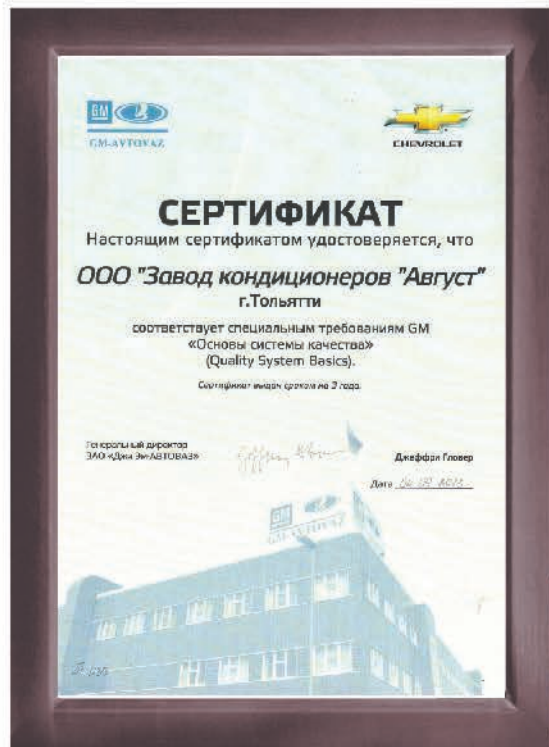 GM
GM-AVTOVAZ
CHEVROLET
СЕРТИФИКАТ
Настоящим сертификатом удостоверяется, что
ООО "Завод кондиционеров "Август"
г.Тольятти
соответствует специальным требованиям GM
«Основы системы качества»
(Quality System Basics).
Сертификат выдан сроком на 3 года.
Генеральный директор
ЗАО «Джи Эм-АВТОВАЗ»
Джеффри Гловер
Дата
GM
GM-AVTOVAZ